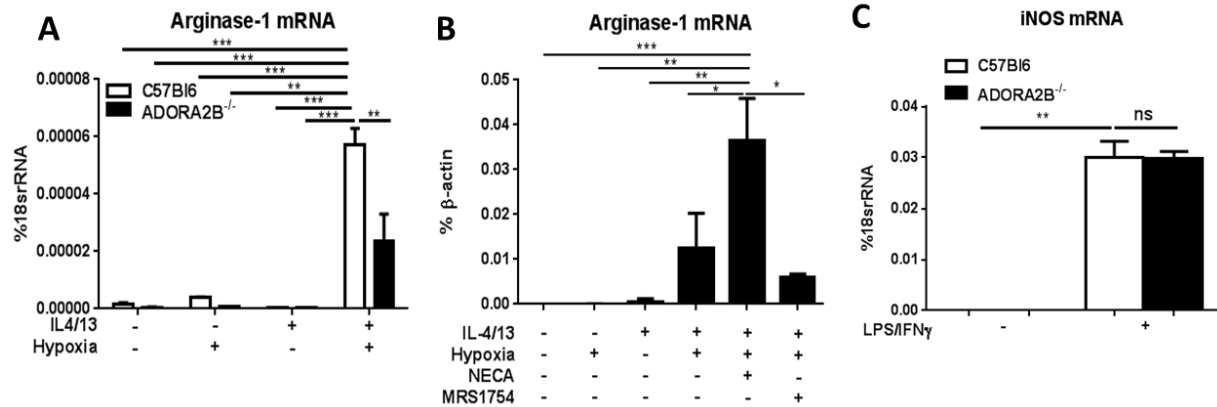 A
Arginase-1 mRNA
***
***
***
**
***
***
**
C57Bl6
ADORA2B-/-
%18srRNA
0.00008
0.00006
0.00004
0.00002
0.00000
IL4/13 - - + +
Hypoxia - + - +
B
Arginase-1 mRNA
***
**
**
*
*
% β-actin
0.05
0.04
0.03
0.02
0.01
0.00
IL-4/13 - - + + + +
Hypoxia - + - + + +
NECA - - - - + -
MRS1754 - - - - - +
C
iNOS mRNA
C57Bl6
ADORA2B-/-
**
ns
%18srRNA
0.04
0.03
0.02
0.01
0.00
LPS/IFNγ - +